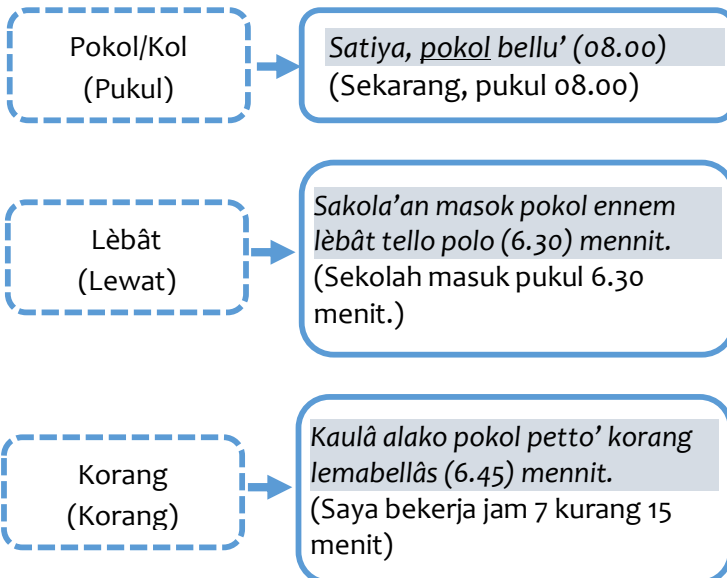 Pokol/Kol
(Pukul)
Satiya, pokol bellu’ (08.00)
(Sekarang, pukul 08.00)
Lèbât
(Lewat)
Sakola’an masok pokol ennem
lèbât tello polo (6.30) mennit.
(Sekolah masuk pukul 6.30
menit.)
Korang
(Korang)
Kaulâ alako pokol petto’ korang
lemabellâs (6.45) mennit.
(Saya bekerja jam 7 kurang 15
menit)